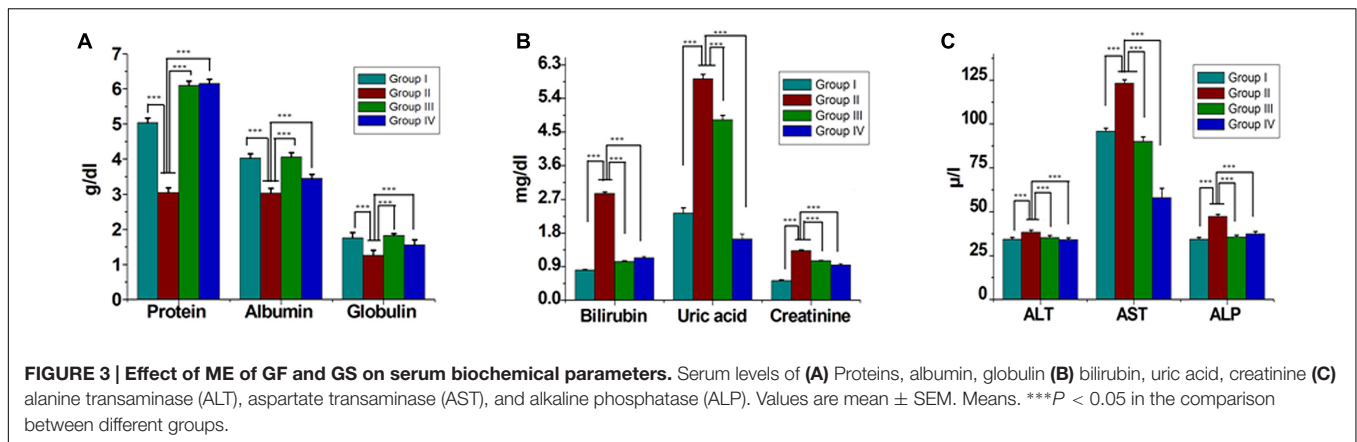 A
7
6
5
4
3
2
1
0
g/dl
***
***
***
***
***
***
***
***
***
Group I
Group II
Group III
Group IV
Protein
Albumin
Globulin
B
6.3
5.4
4.5
3.6
2.7
1.8
0.9
0.0
mg/dl
***
***
***
***
***
***
***
***
***
Group I
Group II
Group III
Group IV
Bilirubin
Uric acid
Creatinine
C
125
100
75
50
25
0
µ/l
***
***
***
***
***
***
***
***
***
Group I
Group II
Group III
Group IV
ALT
AST
ALP
FIGURE 3 | Effect of ME of GF and GS on serum biochemical parameters. Serum levels of (A) Proteins, albumin, globulin (B) bilirubin, uric acid, creatinine (C)
alanine transaminase (ALT), aspartate transaminase (AST), and alkaline phosphatase (ALP). Values are mean ± SEM. Means. ***P < 0.05 in the comparison
between different groups.